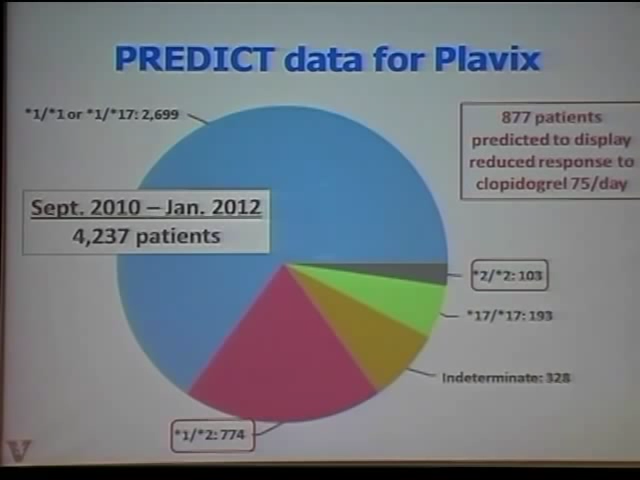 PREDICT data for Plavix
*1/*1 or *1/*17: 2,699
877 patients
predicted to display
reduced response to
clopidogrel 75/day
Sept. 2010 – Jan. 2012
4,237 patients
*2/*2: 103
*17/*17: 193
Indeterminate: 328
*1/*2: 774
V